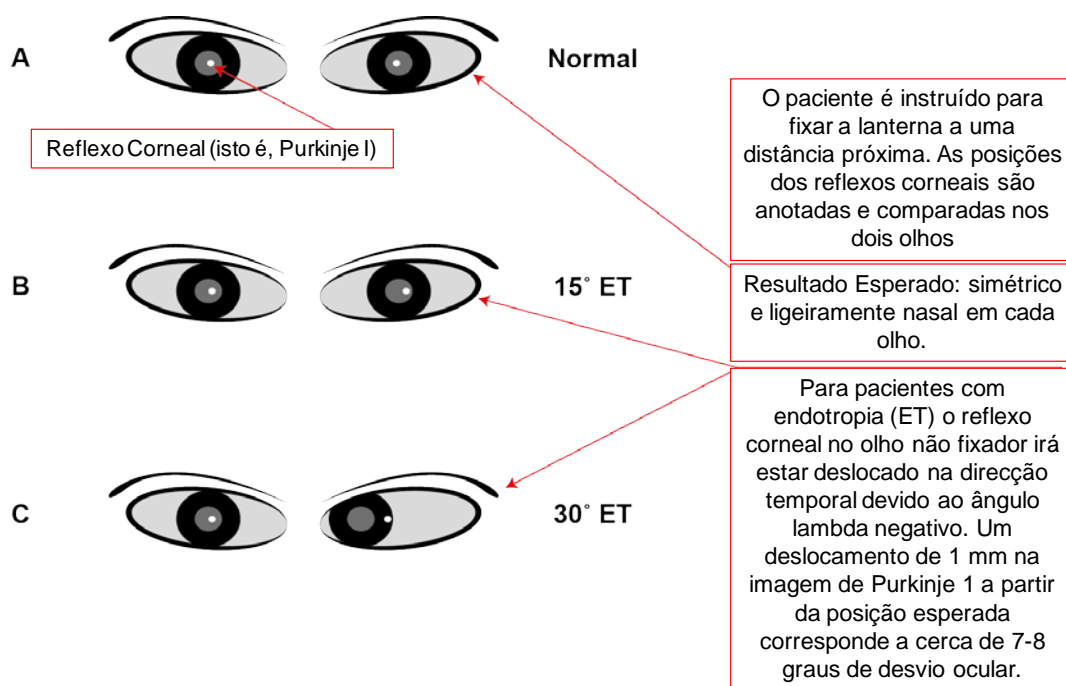 A
Normal
Reflexo Corneal (isto é, Purkinje I)
O paciente é instruído para
fixar a lanterna a uma
distância próxima. As posições
dos reflexos corneais são
anotadas e comparadas nos
dois olhos
B
15˚ ET
Resultado Esperado: simétrico
e ligeiramente nasal em cada
olho.
C
30˚ ET
Para pacientes com
endotropia (ET) o reflexo
corneal no olho não fixador irá
estar deslocado na direcção
temporal devido ao ângulo
lambda negativo. Um
deslocamento de 1 mm na
imagem de Purkinje 1 a partir
da posição esperada
corresponde a cerca de 7-8
graus de desvio ocular.